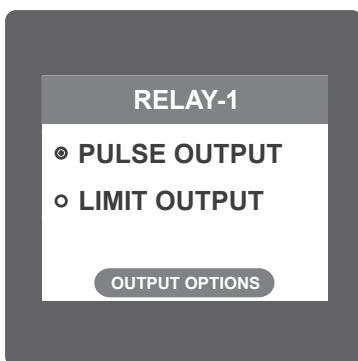 RELAY-1
PULSE OUTPUT
LIMIT OUTPUT
OUTPUT OPTIONS